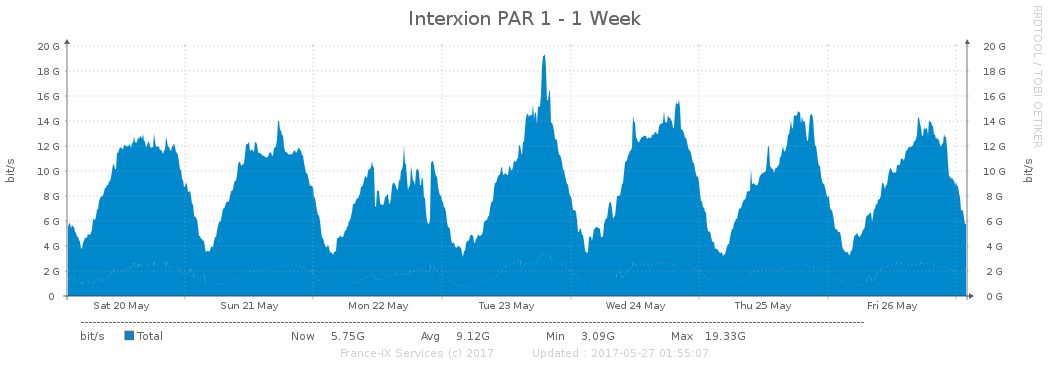 Interxion PAR 1 - 1 Week
RRDTOOL / TOBI OETIKER
20 G 20 G
18 G 18 G
16 G 16 G
14 G 14 G
12 G 12 G
10 G 10 G
8 G 8 G
6 G 6 G
4 G 4 G
2 G 2 G
0 0 G
bit/s
bit/s
Sat 20 May Sun 21 May Mon 22 May Tue 23 May Wed 24 May Thu 25 May Fri 26 May
bit/s Total Now 5.75G Avg 9.12G Min 3.09G Max 19.33G
France-IX Services (c) 2017 Updated : 2017-05-27 01:55:07